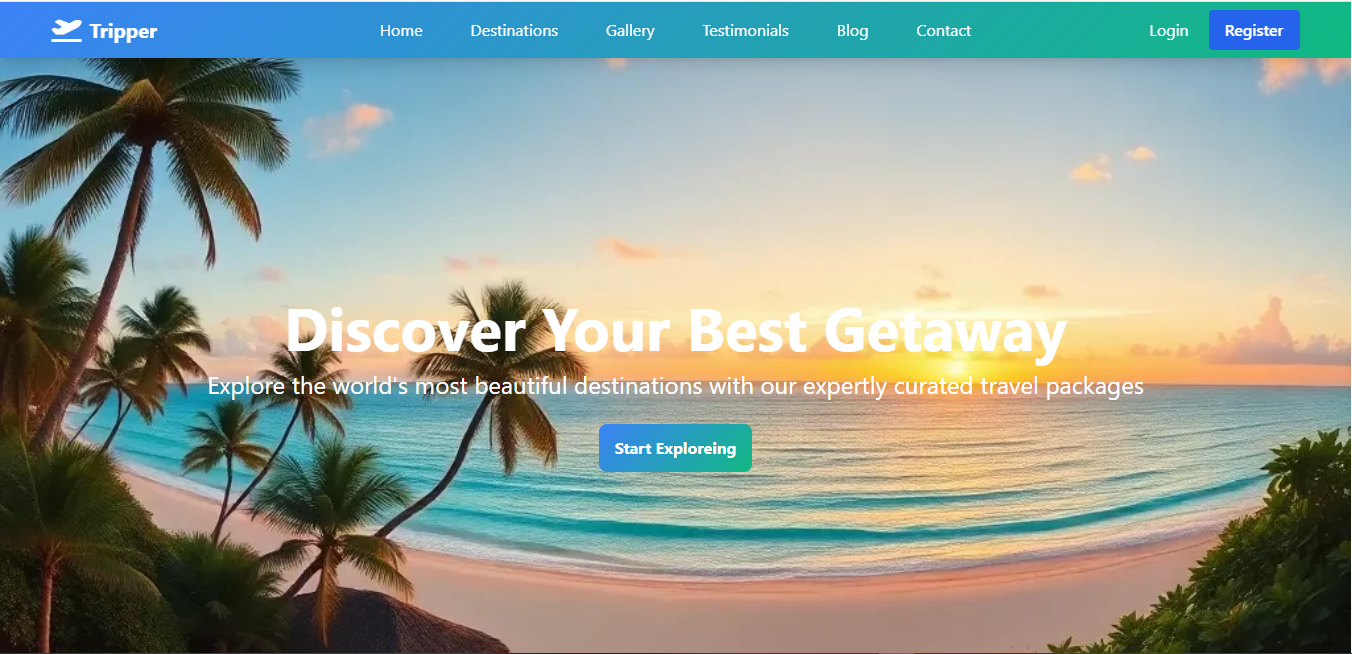 Tripper Home Destinations Gallery Testimonials Blog Contact Login Register
Discover Your Best Getaway
Explore the world's most beautiful destinations with our expertly curated travel packages
Start Exploreing